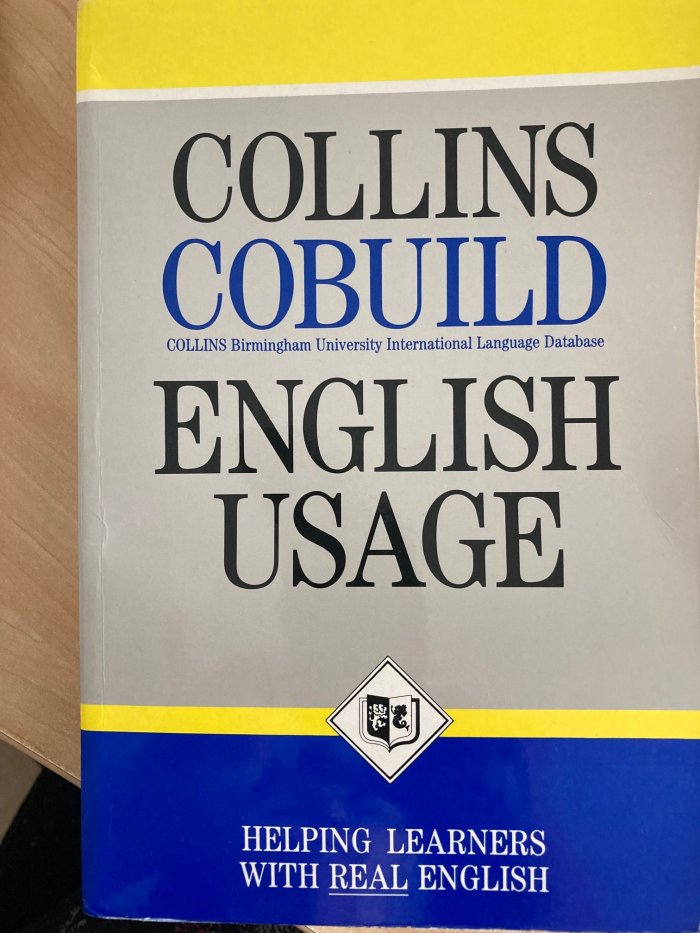 COLLINS
COBUILD
COLLINS Birmingham University International Language Database
ENGLISH
USAGE
HELPING LEARNERS
WITH REAL ENGLISH